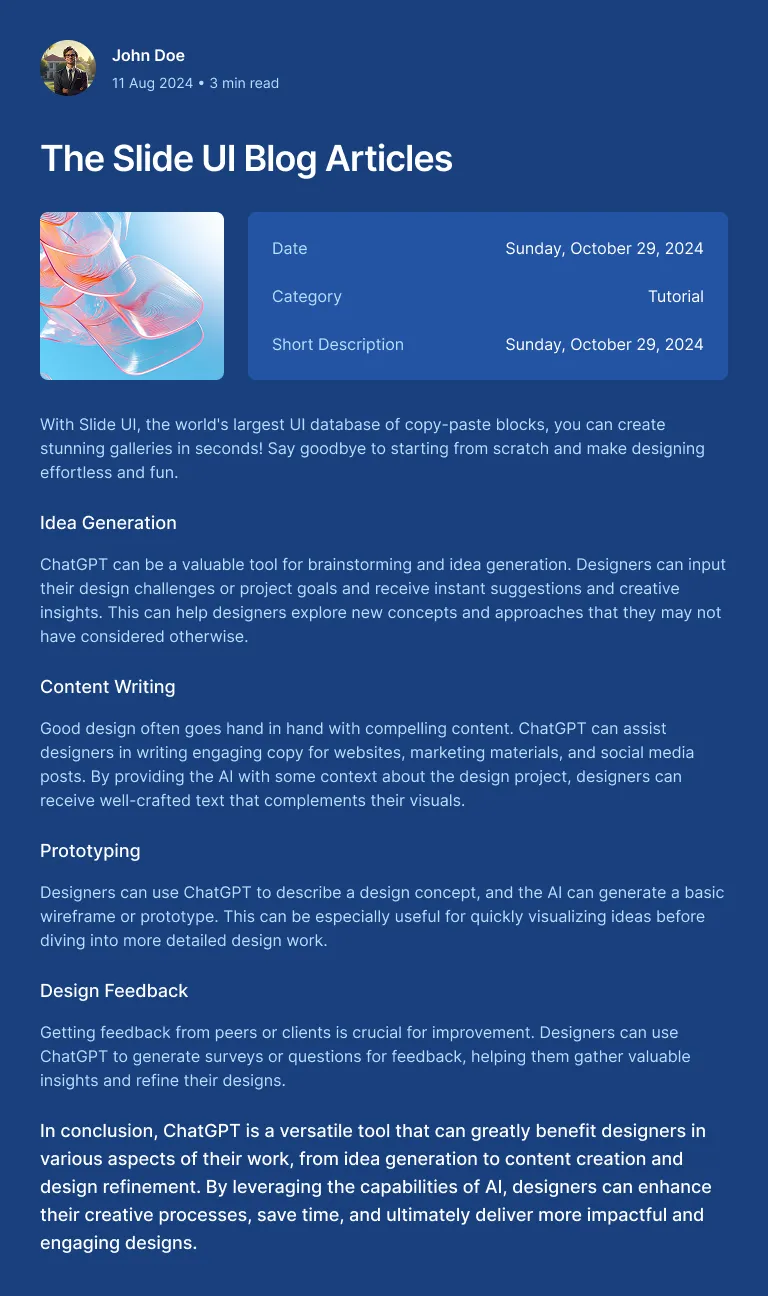 John Doe
11 Aug 2024 • 3 min read
The Slide UI Blog Articles
Date
Sunday, October 29, 2024
Category
Tutorial
Short Description
Sunday, October 29, 2024
With Slide UI, the world's largest UI database of copy-paste blocks, you can create
stunning galleries in seconds! Say goodbye to starting from scratch and make designing
effortless and fun.
Idea Generation
ChatGPT can be a valuable tool for brainstorming and idea generation. Designers can input
their design challenges or project goals and receive instant suggestions and creative
insights. This can help designers explore new concepts and approaches that they may not
have considered otherwise.
Content Writing
Good design often goes hand in hand with compelling content. ChatGPT can assist
designers in writing engaging copy for websites, marketing materials, and social media
posts. By providing the AI with some context about the design project, designers can
receive well-crafted text that complements their visuals.
Prototyping
Designers can use ChatGPT to describe a design concept, and the AI can generate a basic
wireframe or prototype. This can be especially useful for quickly visualizing ideas before
diving into more detailed design work.
Design Feedback
Getting feedback from peers or clients is crucial for improvement. Designers can use
ChatGPT to generate surveys or questions for feedback, helping them gather valuable
insights and refine their designs.
In conclusion, ChatGPT is a versatile tool that can greatly benefit designers in
various aspects of their work, from idea generation to content creation and
design refinement. By leveraging the capabilities of AI, designers can enhance
their creative processes, save time, and ultimately deliver more impactful and
engaging designs.